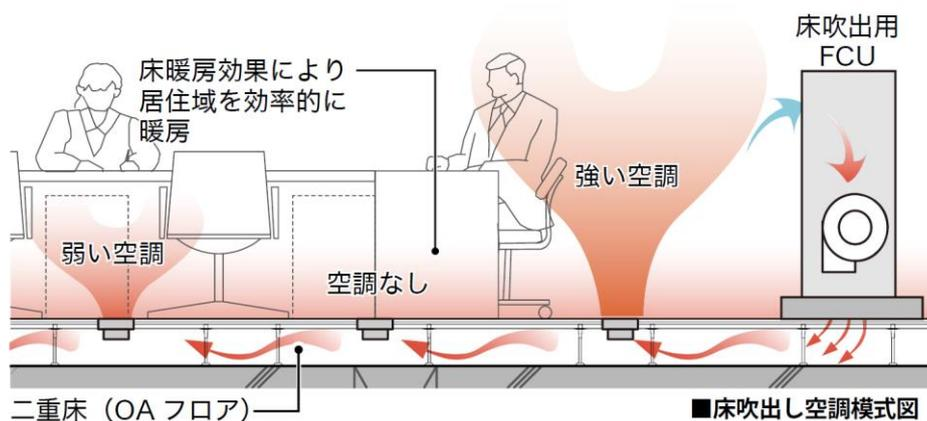 床吹出用
FCU
床暖房効果により
居住域を効率的に
暖房
強い空調
弱い空調
空調なし
二重床（OA フロア）
■床吹出し空調模式図